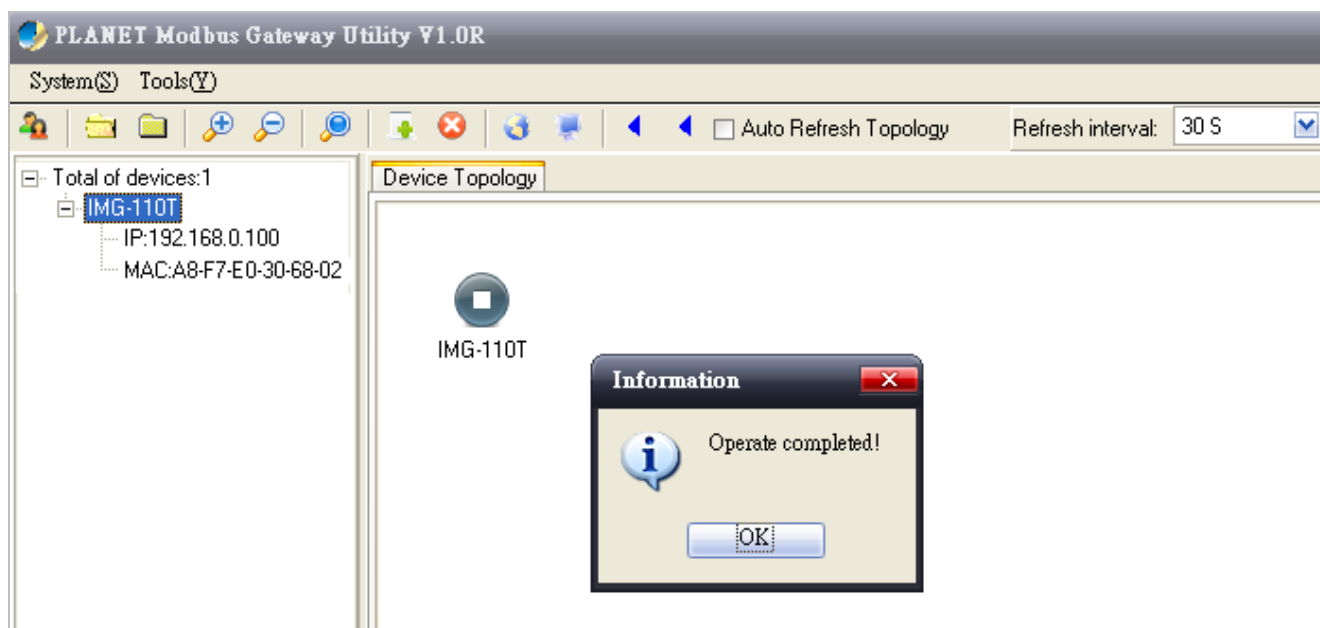 PLANET Modbus Gateway Utility V1.0R
System(S) Tools(Y)
Auto Refresh Topology Refresh interval: 30 S
Total of devices:1
IMG-110T
IP:192.168.0.100
MAC:A8-F7-E0-30-68-02
Device Topology
IMG-110T
Information
Operate completed!
OK